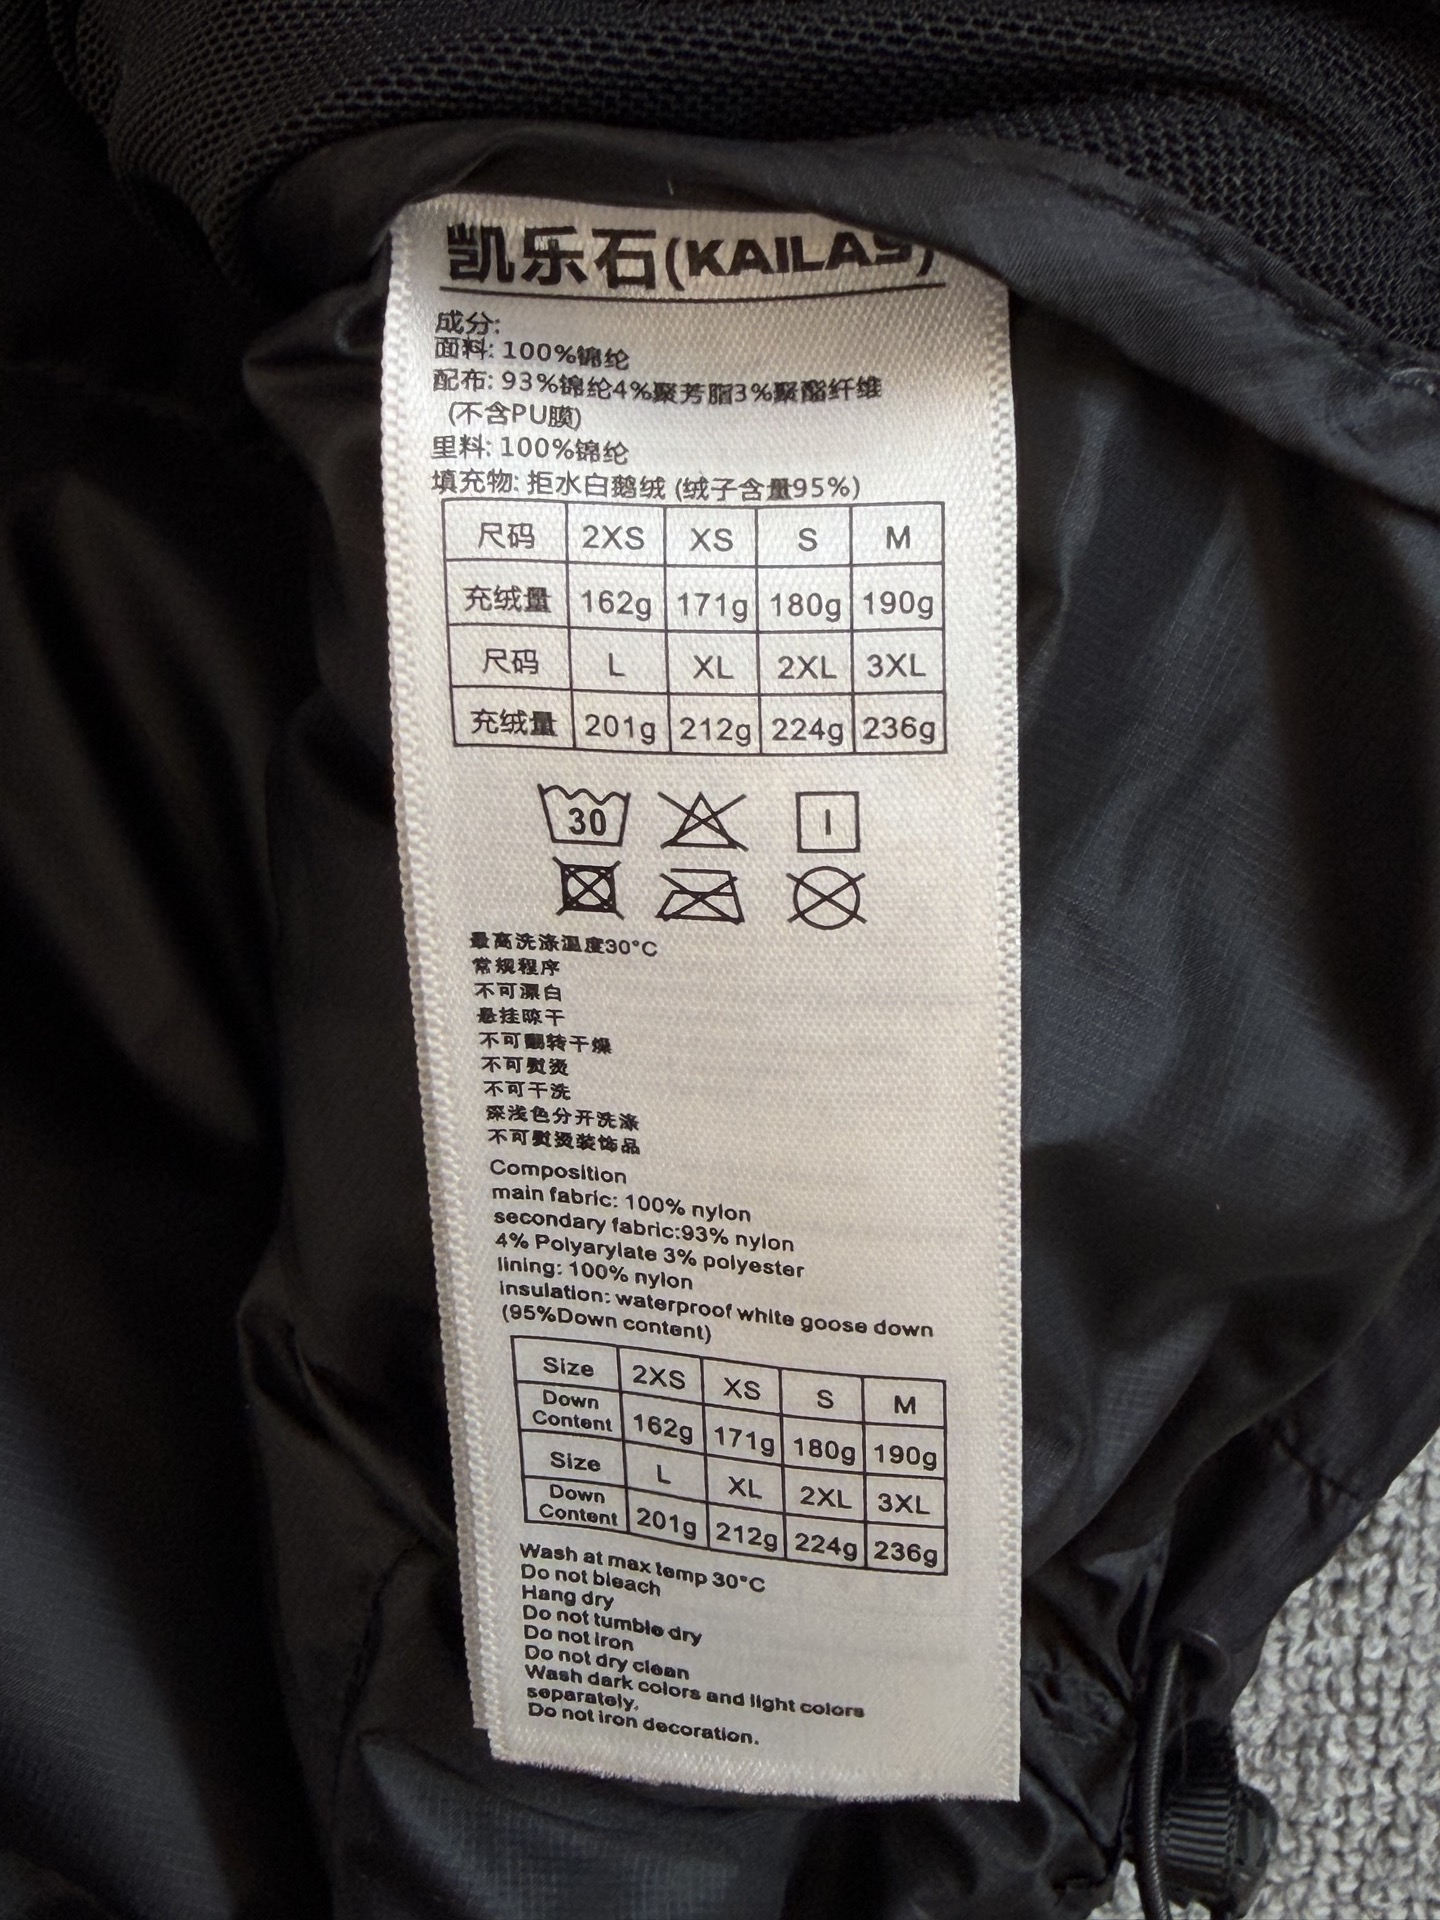 凯乐石(KAILAS)
成分:
面料: 100%锦纶
配布: 93%锦纶4%聚芳脂3%聚酯纤维
(不含PU膜)
里料: 100%锦纶
填充物: 拒水白鹅绒 (绒子含量95%)
尺码 2XS XS S M
充绒量 162g 171g 180g 190g
尺码 L XL 2XL 3XL
充绒量 201g 212g 224g 236g
30
最高洗涤温度30°C
常规程序
不可漂白
悬挂晾干
不可翻转干燥
不可熨烫
不可干洗
深浅色分开洗涤
不可熨烫装饰品
Composition
main fabric: 100% nylon
secondary fabric:93% nylon
4% Polyarylate 3% polyester
lining: 100% nylon
insulation: waterproof white goose down
(95%Down content)
Size 2XS XS S M
Down Content 162g 171g 180g 190g
Size L XL 2XL 3XL
Down Content 201g 212g 224g 236g
Wash at max temp 30°C
Do not bleach
Hang dry
Do not tumble dry
Do not iron
Do not dry clean
Wash dark colors and light colors
separately.
Do not iron decoration.